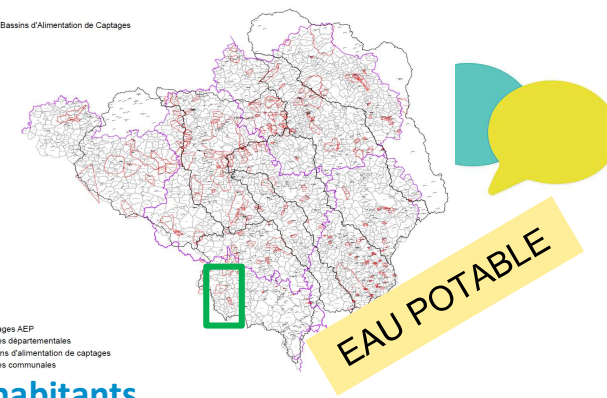 Bassins d'Alimentation de Captages
EAU POTABLE
ages AEP
es départementales
ns d'alimentation de captages
es communales
habitants